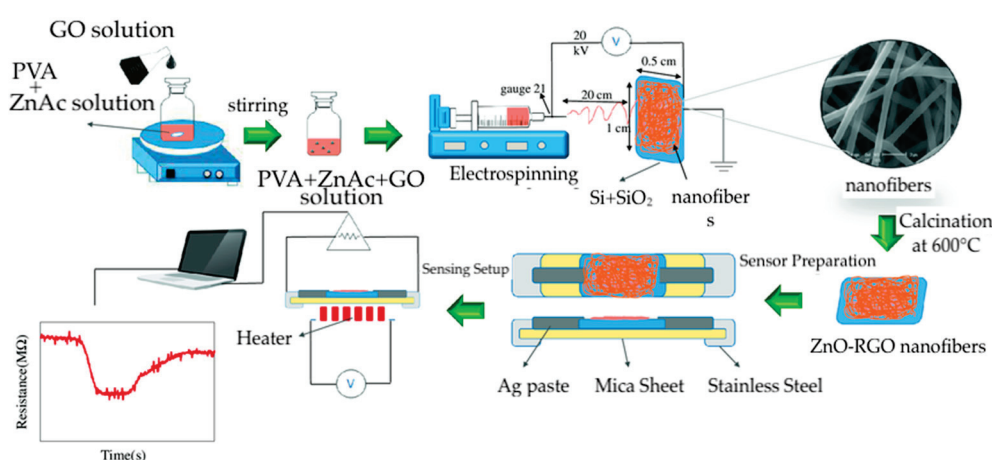 GO solution
PVA
+
ZnAc solution
stirring
PVA+ZnAc+GO
solution
20
kV
V
gauge 21
20 cm
0.5 cm
1 cm
Electrospinning
Si+SiO₂
nanofiber
s
nanofibers
Calcination
at 600°C
ZnO-RGO nanofibers
Sensor Preparation
Ag paste
Mica Sheet
Stainless Steel
Sensing Setup
Heater
V
Resistance(MΩ)
Time(s)